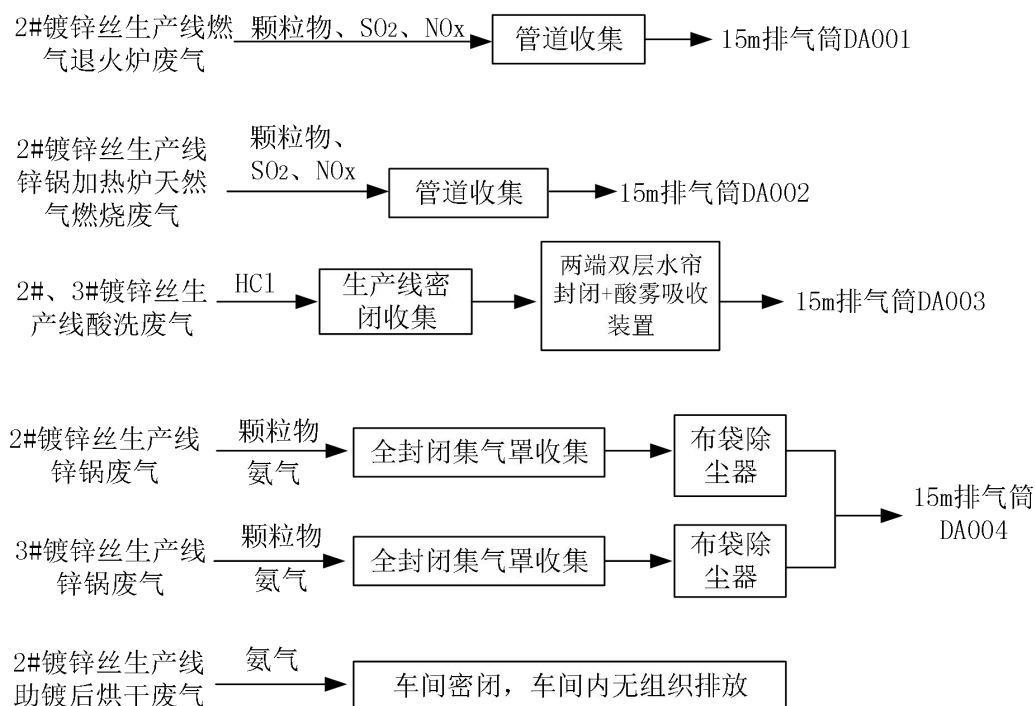 2#镀锌丝生产线燃
气退火炉废气
颗粒物、SO2、NOx
管道收集
15m排气筒DA001
2#镀锌丝生产线
锌锅加热炉天然
气燃烧废气
颗粒物、
SO2、NOx
管道收集
15m排气筒DA002
2#、3#镀锌丝生
产线酸洗废气
HCl
生产线密
闭收集
两端双层水帘
封闭+酸雾吸收
装置
15m排气筒DA003
2#镀锌丝生产线
锌锅废气
颗粒物
氨气
全封闭集气罩收集
布袋除
尘器
3#镀锌丝生产线
锌锅废气
颗粒物
氨气
全封闭集气罩收集
布袋除
尘器
15m排气筒
DA004
2#镀锌丝生产线
助镀后烘干废气
氨气
车间密闭，车间内无组织排放